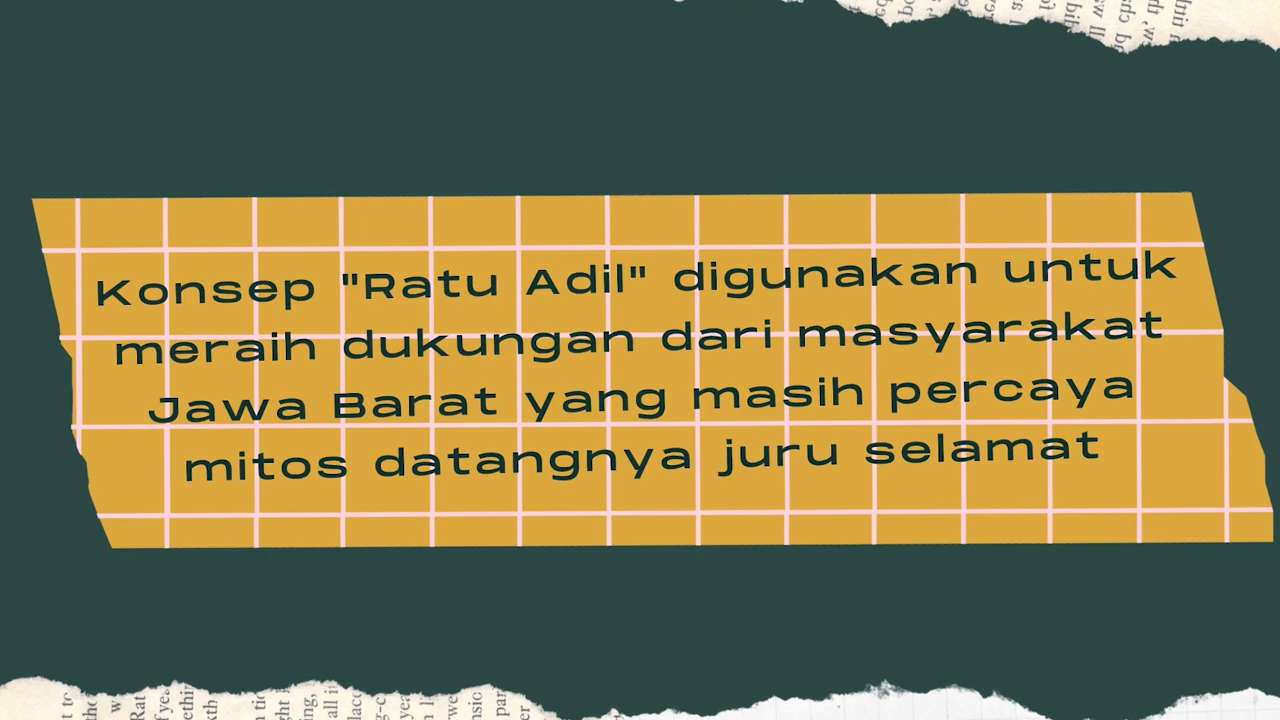 Konsep "Ratu Adil" digunakan untuk
meraih dukungan dari masyarakat
Jawa Barat yang masih percaya
mitos datangnya juru selamat